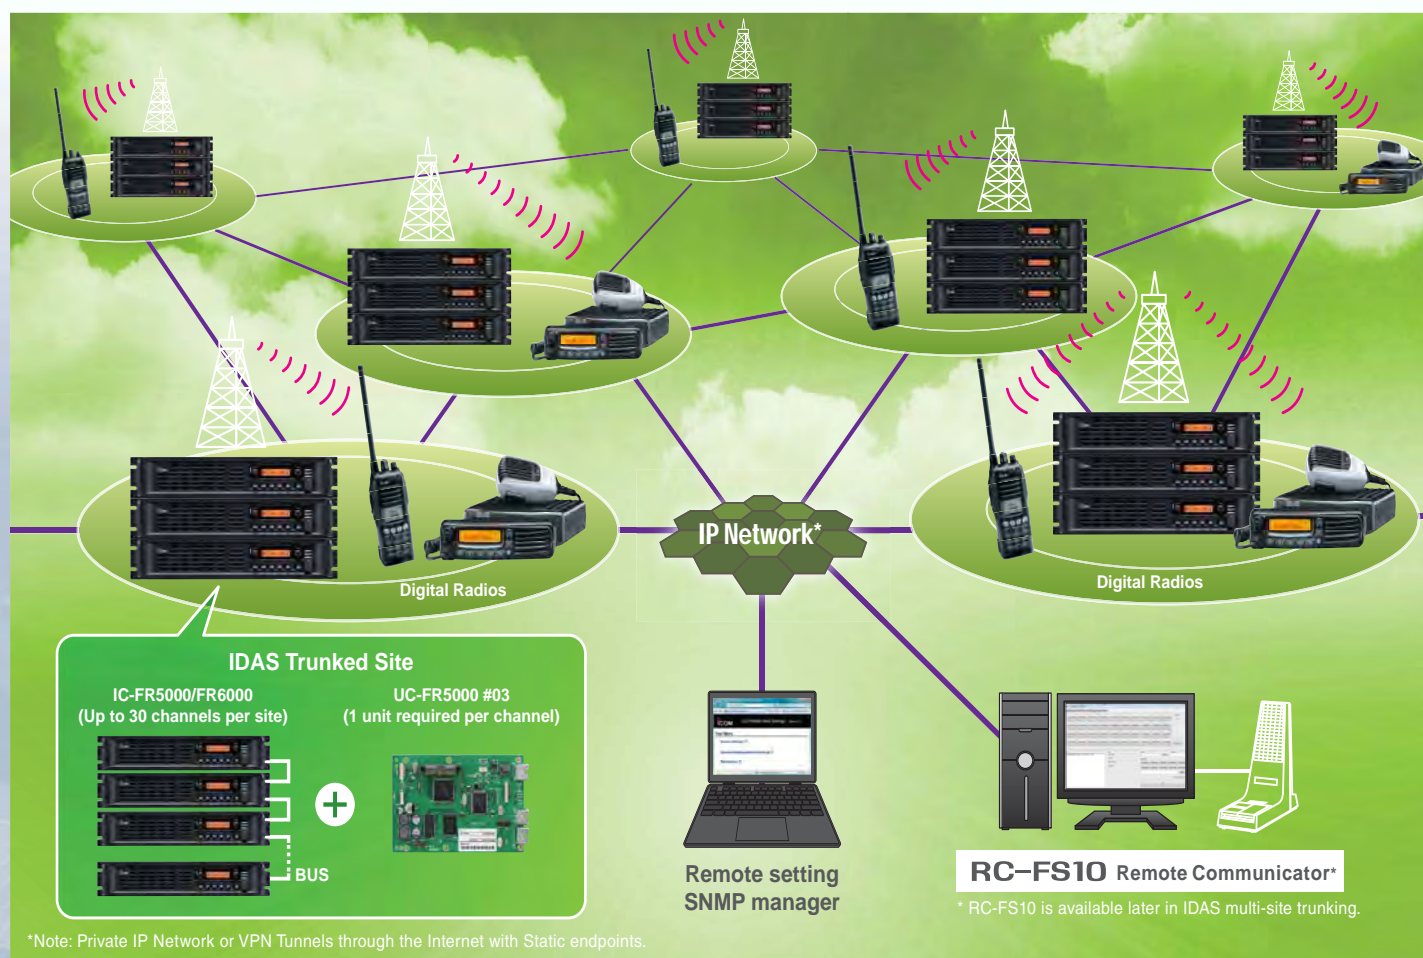 IP Network*
Digital Radios
Digital Radios
IDAS Trunked Site
IC-FR5000/FR6000
(Up to 30 channels per site)
UC-FR5000 #03
(1 unit required per channel)
+
BUS
ICOM
Remote setting
SNMP manager
RC-FS10 Remote Communicator*
* RC-FS10 is available later in IDAS multi-site trunking.
*Note: Private IP Network or VPN Tunnels through the Internet with Static endpoints.